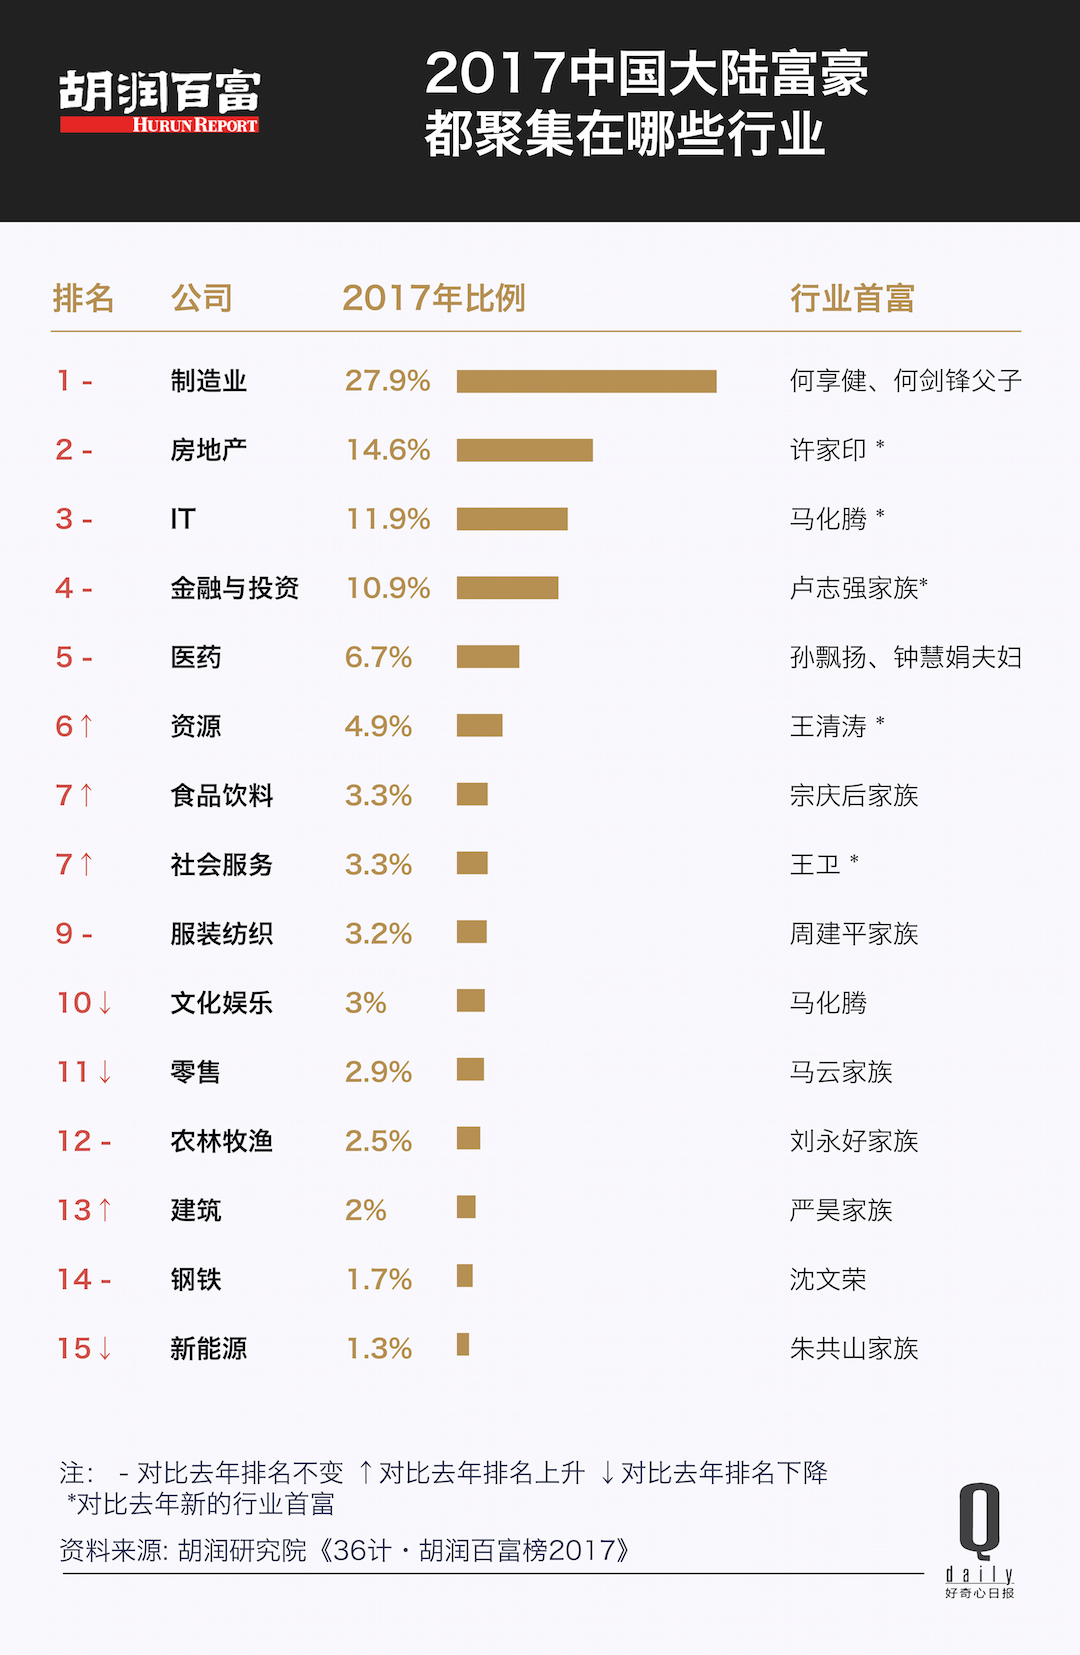 胡润百富
HURUN REPORT
2017中国大陆富豪
都聚集在哪些行业
排名 公司 2017年比例 行业首富
1 - 制造业 27.9% 何享健、何剑锋父子
2 - 房地产 14.6% 许家印 *
3 - IT 11.9% 马化腾 *
4 - 金融与投资 10.9% 卢志强家族*
5 - 医药 6.7% 孙飘扬、钟慧娟夫妇
6 ↑ 资源 4.9% 王清涛 *
7 ↑ 食品饮料 3.3% 宗庆后家族
7 ↑ 社会服务 3.3% 王卫 *
9 - 服装纺织 3.2% 周建平家族
10 ↓ 文化娱乐 3% 马化腾
11 ↓ 零售 2.9% 马云家族
12 - 农林牧渔 2.5% 刘永好家族
13 ↑ 建筑 2% 严昊家族
14 - 钢铁 1.7% 沈文荣
15 ↓ 新能源 1.3% 朱共山家族
注： - 对比去年排名不变 ↑对比去年排名上升 ↓对比去年排名下降
*对比去年新的行业首富
资料来源: 胡润研究院《36计·胡润百富榜2017》
Q
daily
好奇心日报